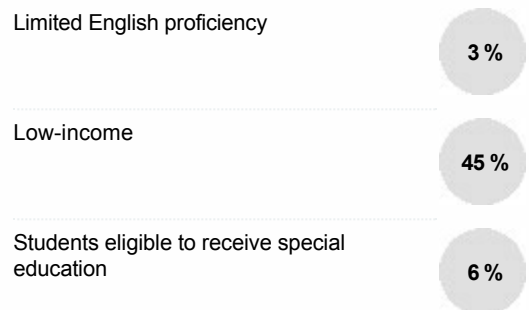 Limited English proficiency
3 %
Low-income
45 %
Students eligible to receive special
education
6 %